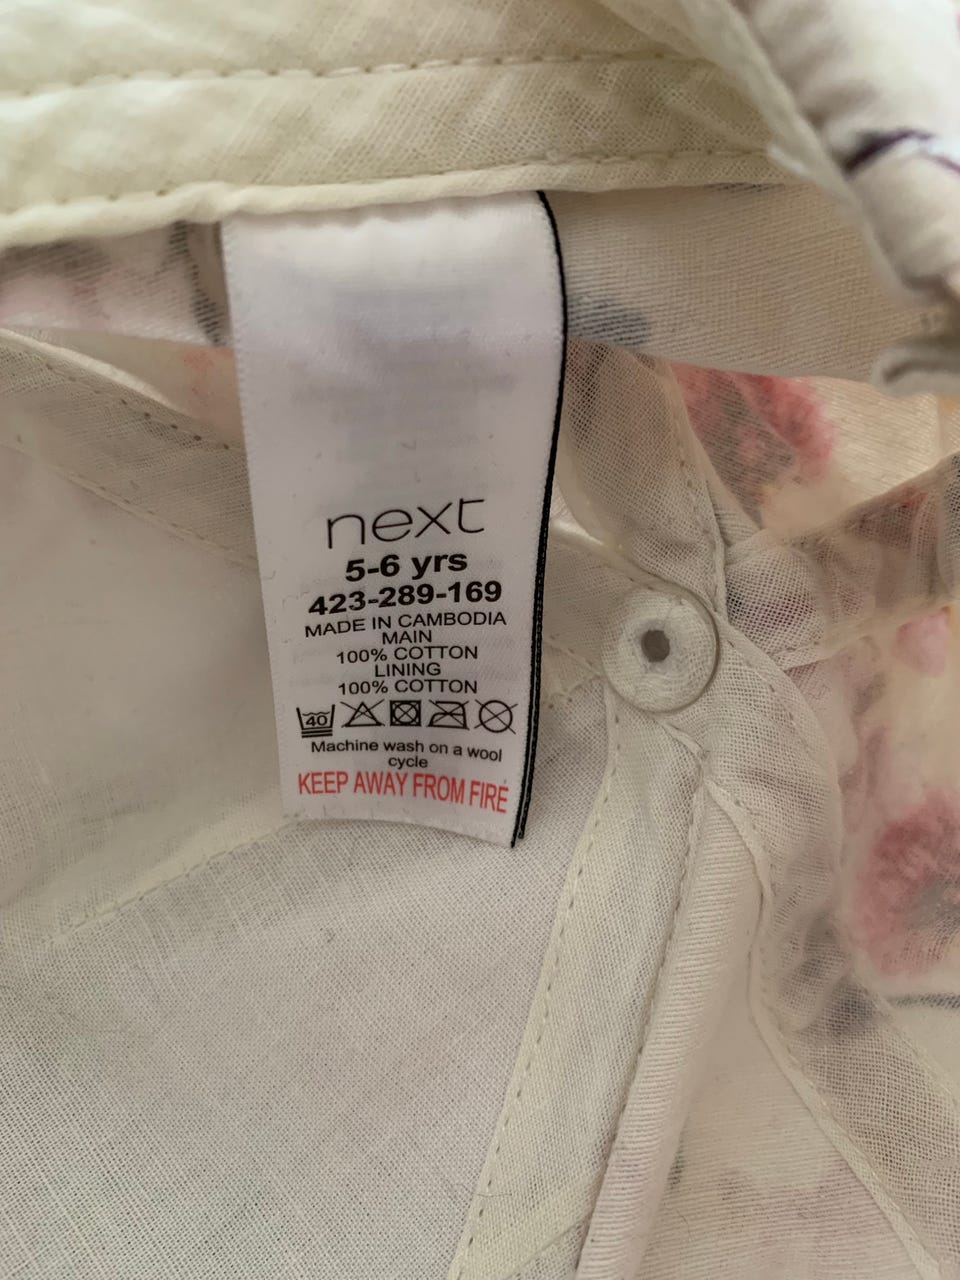 next
5-6 yrs
423-289-169
MADE IN CAMBODIA
MAIN
100% COTTON
LINING
100% COTTON
40
Machine wash on a wool
cycle
KEEP AWAY FROM FIRE